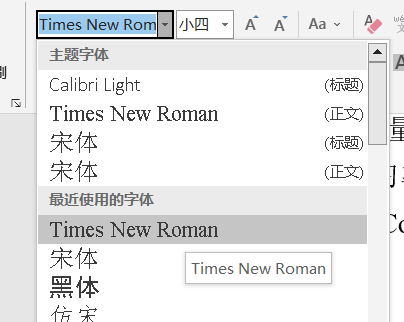 Times New Rom 小四 Aa
主题字体
Calibri Light (标题)
Times New Roman (正文)
宋体 (标题)
宋体 (正文)
最近使用的字体
Times New Roman
宋体
Times New Roman
黑体
仿宋